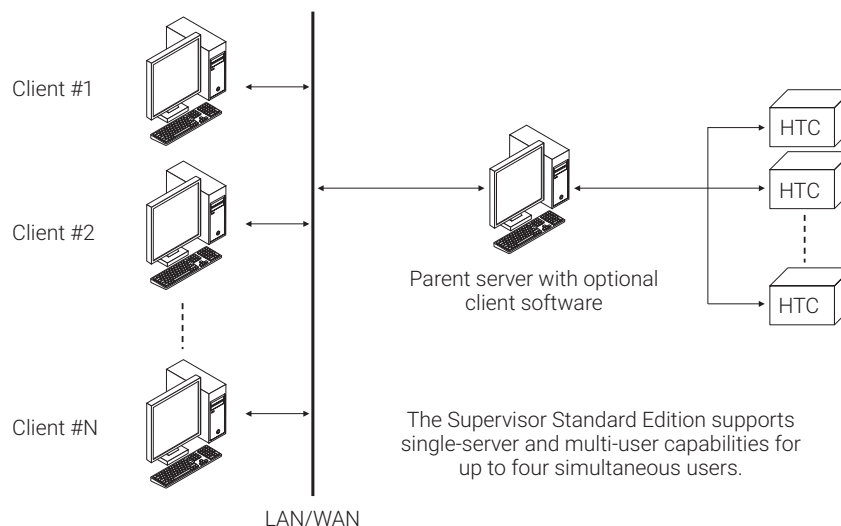 Client #1
HTC
HTC
Client #2
Parent server with optional
client software
HTC
Client #N
The Supervisor Standard Edition supports
single-server and multi-user capabilities for
up to four simultaneous users.
LAN/WAN